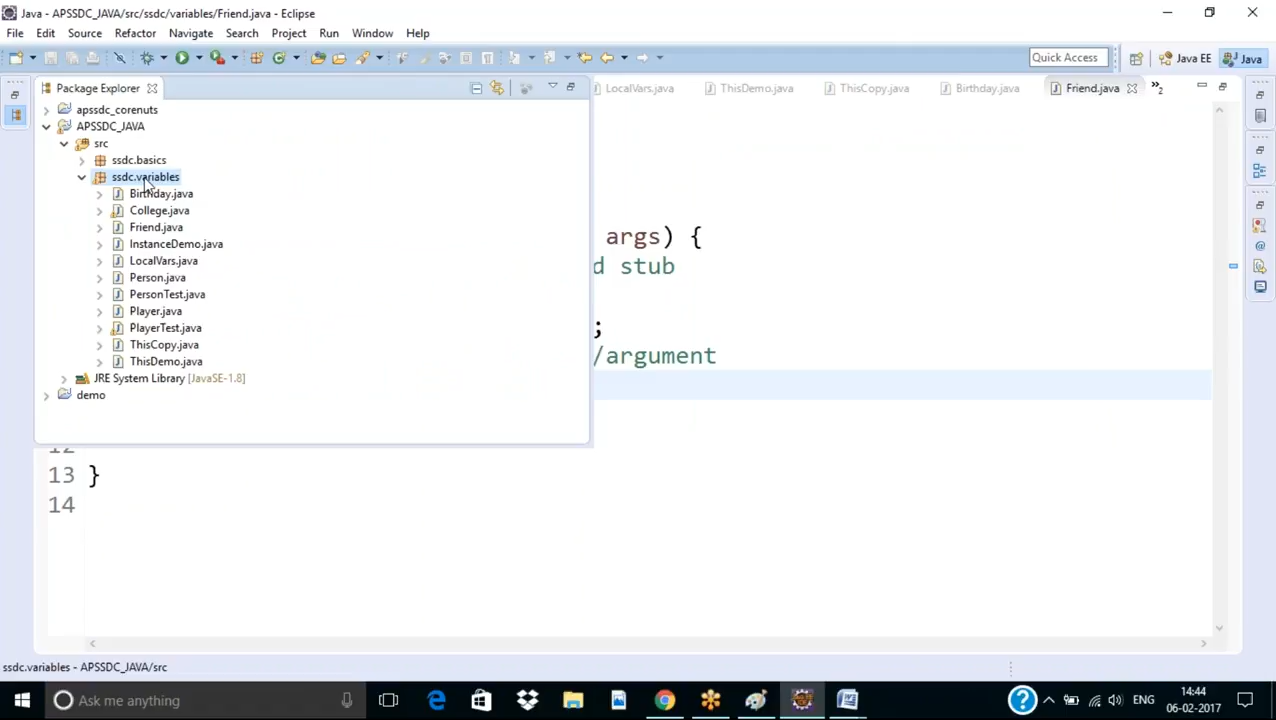 Java - APSSDC_JAVA/src/ssdc/variables/Friend.java - Eclipse
File Edit Source Refactor Navigate Search Project Run Window Help
Quick Access
Java EE
Java
Package Explorer
LocalVars.java
ThisDemo.java
ThisCopy.java
Birthday.java
Friend.java
»2
apssdc_corenuts
APSSDC_JAVA
src
ssdc.basics
ssdc.variables
Birthday.java
College.java
Friend.java
InstanceDemo.java
LocalVars.java
Person.java
PersonTest.java
Player.java
PlayerTest.java
ThisCopy.java
ThisDemo.java
JRE System Library [JavaSE-1.8]
demo
args) {
d stub
;
/argument
12
13 }
14
ssdc.variables - APSSDC_JAVA/src
Ask me anything
ENG
14:44
06-02-2017